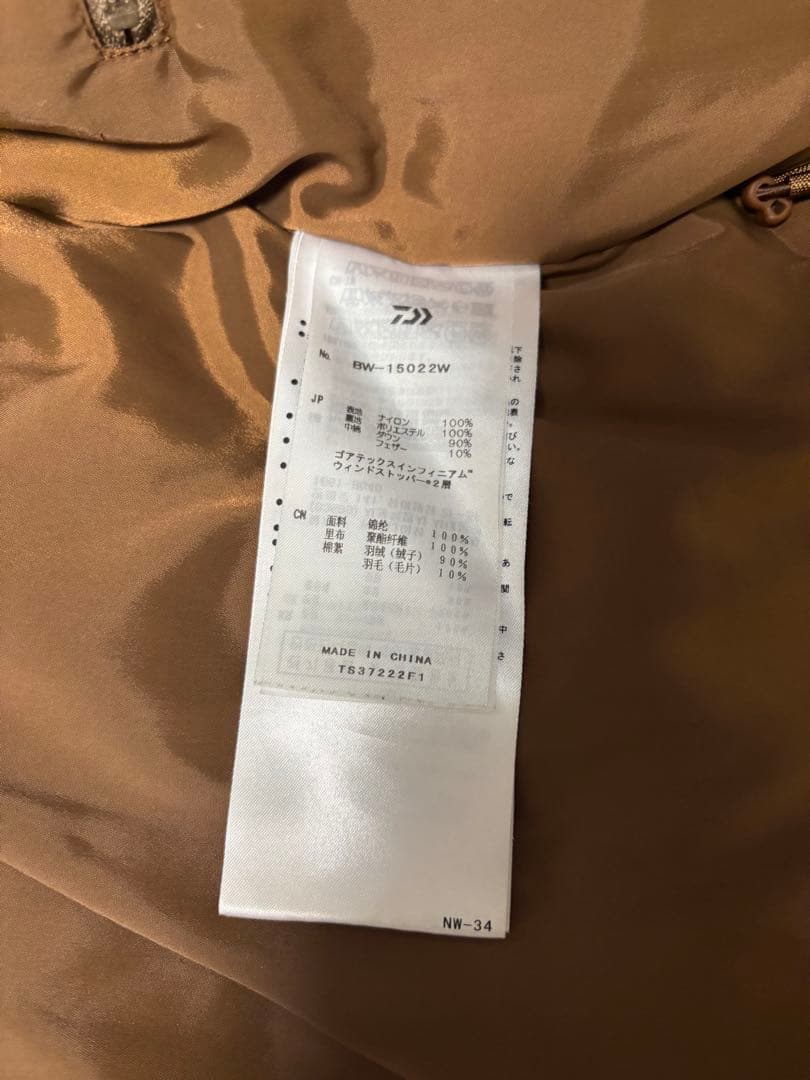 No. BW-15022W
JP
表地 ナイロン 100%
裏地 ポリエステル 100%
中綿 ダウン 90%
フェザー 10%
ゴアテックスインフィニアム™
ウィンドストッパー®2層
CN
面料 锦纶 100%
里布 聚酯纤维 100%
棉絮 羽绒（绒子） 90%
羽毛（毛片） 10%
MADE IN CHINA
TS37222F1
NW-34